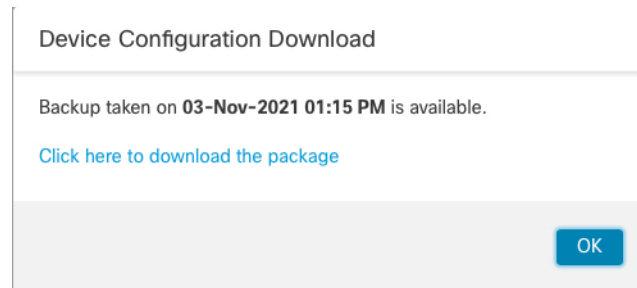 Device Configuration Download
Backup taken on 03-Nov-2021 01:15 PM is available.
Click here to download the package
OK